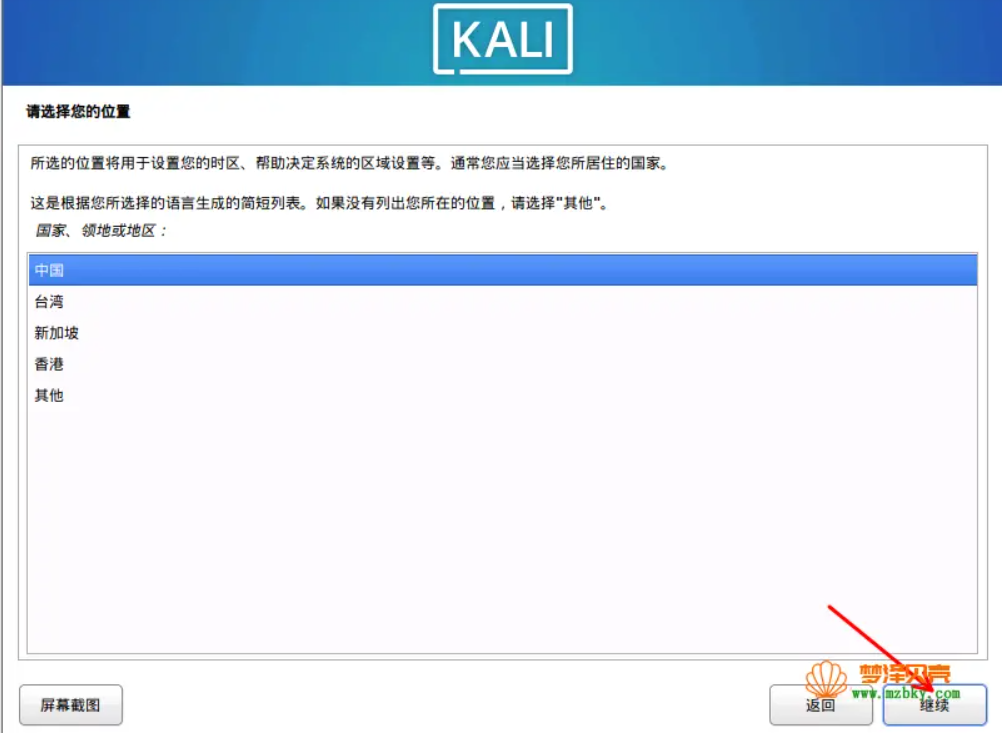 KALI
请选择您的位置
所选的位置将用于设置您的时区、帮助决定系统的区域设置等。通常您应当选择您所居住的国家。
这是根据您所选择的语言生成的简短列表。如果没有列出您所在的位置，请选择"其他"。
国家、领地或地区：
中国
台湾
新加坡
香港
其他
梦泽贝壳
www.mzbky.com
屏幕截图
返回
继续